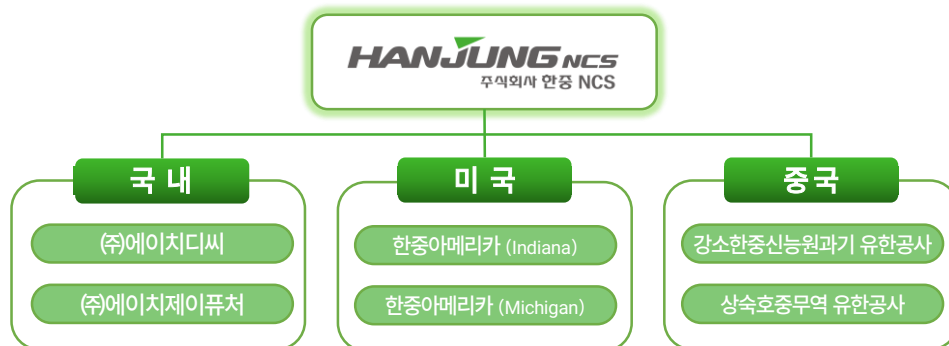 HANJUNG NCS
주식회사 한중 NCS
국내
㈜에이치디씨
㈜에이치제이퓨처
미국
한중아메리카 (Indiana)
한중아메리카 (Michigan)
중국
강소한중신능원과기 유한공사
상숙호중무역 유한공사